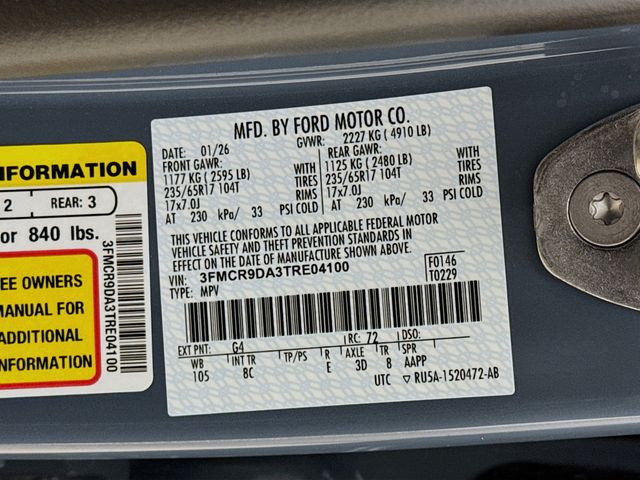 INFORMATION
2 REAR: 3
or 840 lbs.
EE OWNERS
MANUAL FOR
ADDITIONAL
INFORMATION
3FMCR9DA3TRE04100
MFD. BY FORD MOTOR CO.
DATE: 01/26 GVWR: 2227 KG ( 4910 LB)
FRONT GAWR: REAR GAWR:
1177 KG ( 2595 LB) WITH 1125 KG ( 2480 LB) WITH
235/65R17 104T TIRES 235/65R17 104T TIRES
17x7.0J RIMS 17x7.0J RIMS
AT 230 kPa/ 33 PSI COLD AT 230 kPa/ 33 PSI COLD
THIS VEHICLE CONFORMS TO ALL APPLICABLE FEDERAL MOTOR
VEHICLE SAFETY AND THEFT PREVENTION STANDARDS IN
EFFECT ON THE DATE OF MANUFACTURE SHOWN ABOVE.
VIN: 3FMCR9DA3TRE04100 F0146
TYPE: MPV T0229
EXT PNT: G4 RC: 72 DSO:
WB INT TR TP/PS R AXLE TR SPR
105 8C E 3D 8 AAPP
UTC ▽ RU5A-1520472-AB